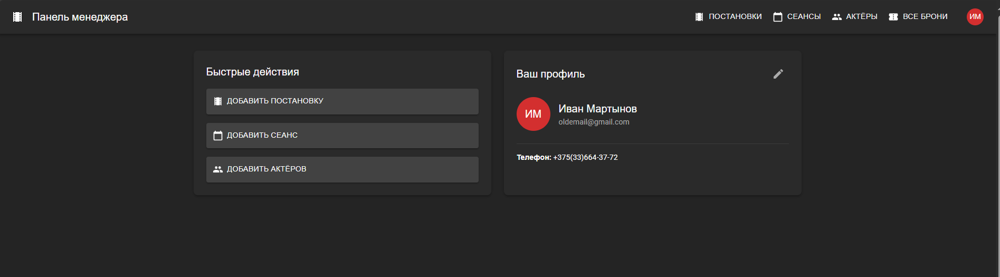 Панель менеджера
ПОСТАНОВКИ СЕАНСЫ АКТЁРЫ ВСЕ БРОНИ ИМ
Быстрые действия
ДОБАВИТЬ ПОСТАНОВКУ
ДОБАВИТЬ СЕАНС
ДОБАВИТЬ АКТЁРОВ
Ваш профиль
ИМ
Иван Мартынов
oldemail@gmail.com
Телефон: +375(33)664-37-72